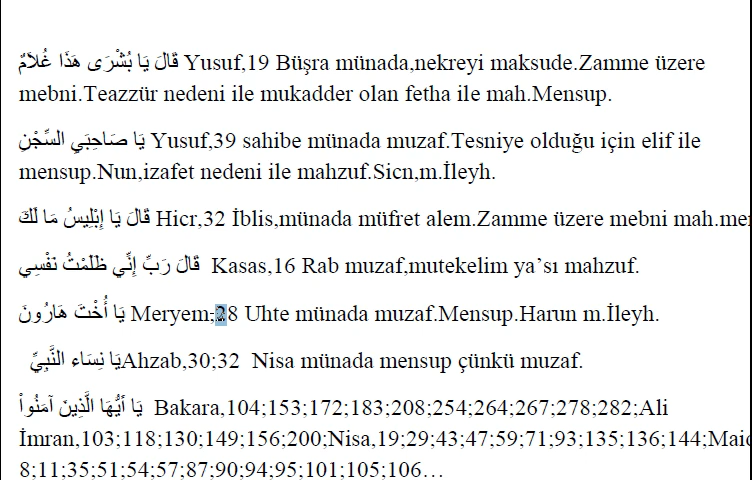 قَالَ يَا بُشْرَى هَذَا غُلاَمٌ Yusuf,19 Büşra münada,nekreyi maksude.Zamme üzere
mebni.Teazzür nedeni ile mukadder olan fetha ile mah.Mensup.
يَا صَاحِبَيِ السِّجْنِ Yusuf,39 sahibe münada muzaf.Tesniye olduğu için elif ile
mensup.Nun,izafet nedeni ile mahzuf.Sicn,m.İleyh.
قَالَ يَا إِبْلِيسُ مَا لَكَ Hicr,32 İblis,münada müfret alem.Zamme üzere mebni mah.me
قَالَ رَبِّ إِنِّي ظَلَمْتُ نَفْسِي Kasas,16 Rab muzaf,mutekelim ya’sı mahzuf.
يَا أُخْتَ هَارُونَ Meryem;28 Uhte münada muzaf.Mensup.Harun m.İleyh.
يَا نِسَاء النَّبِيِّ Ahzab,30;32 Nisa münada mensup çünkü muzaf.
يَا أَيُّهَا الَّذِينَ آمَنُواْ Bakara,104;153;172;183;208;254;264;267;278;282;Ali
İmran,103;118;130;149;156;200;Nisa,19;29;43;47;59;71;93;135;136;144;Mai
8;11;35;51;54;57;87;90;94;95;101;105;106…